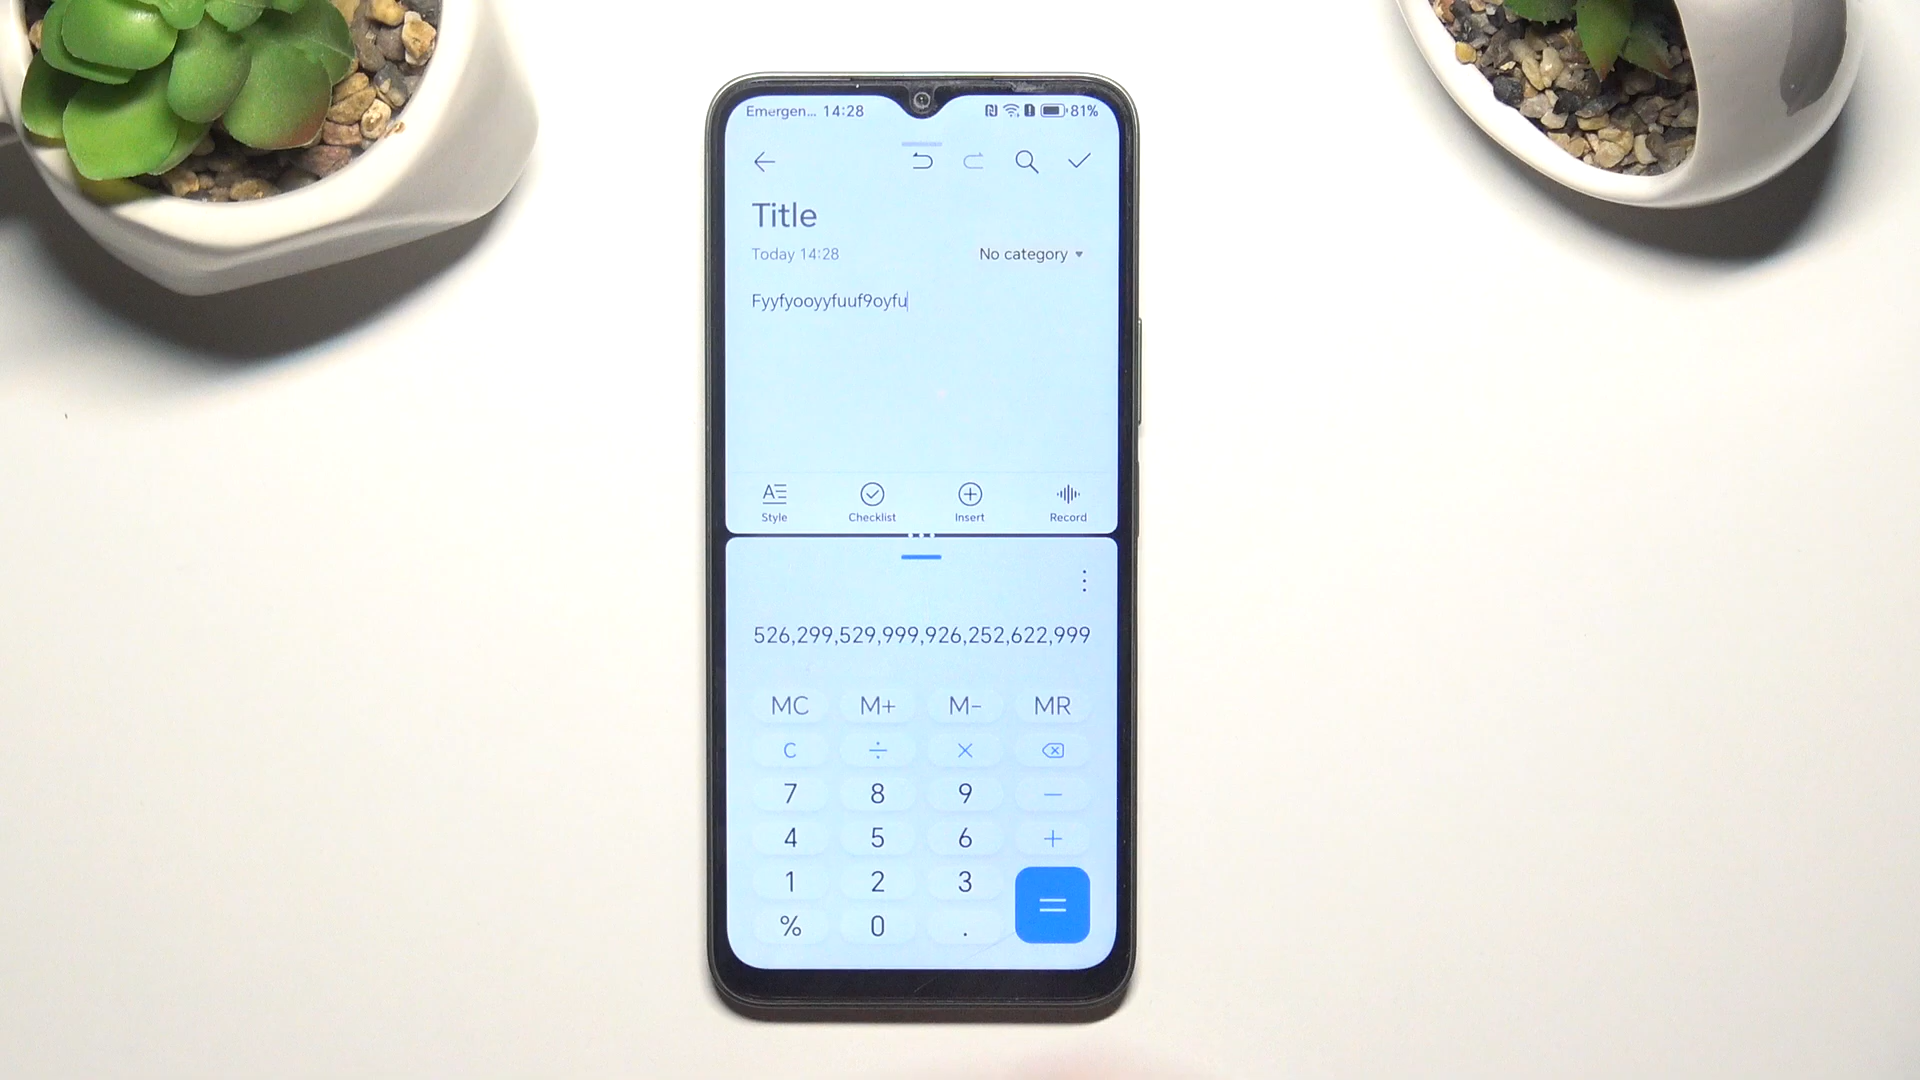 Emergen... 14:28 81%
Title
Today 14:28 No category
Fyyfyooyyfuuf9oyfu
Style Checklist Insert Record
526,299,529,999,926,252,622,999
MC M+ M- MR
C ÷ ×
7 8 9 −
4 5 6 +
1 2 3 =
% 0 .